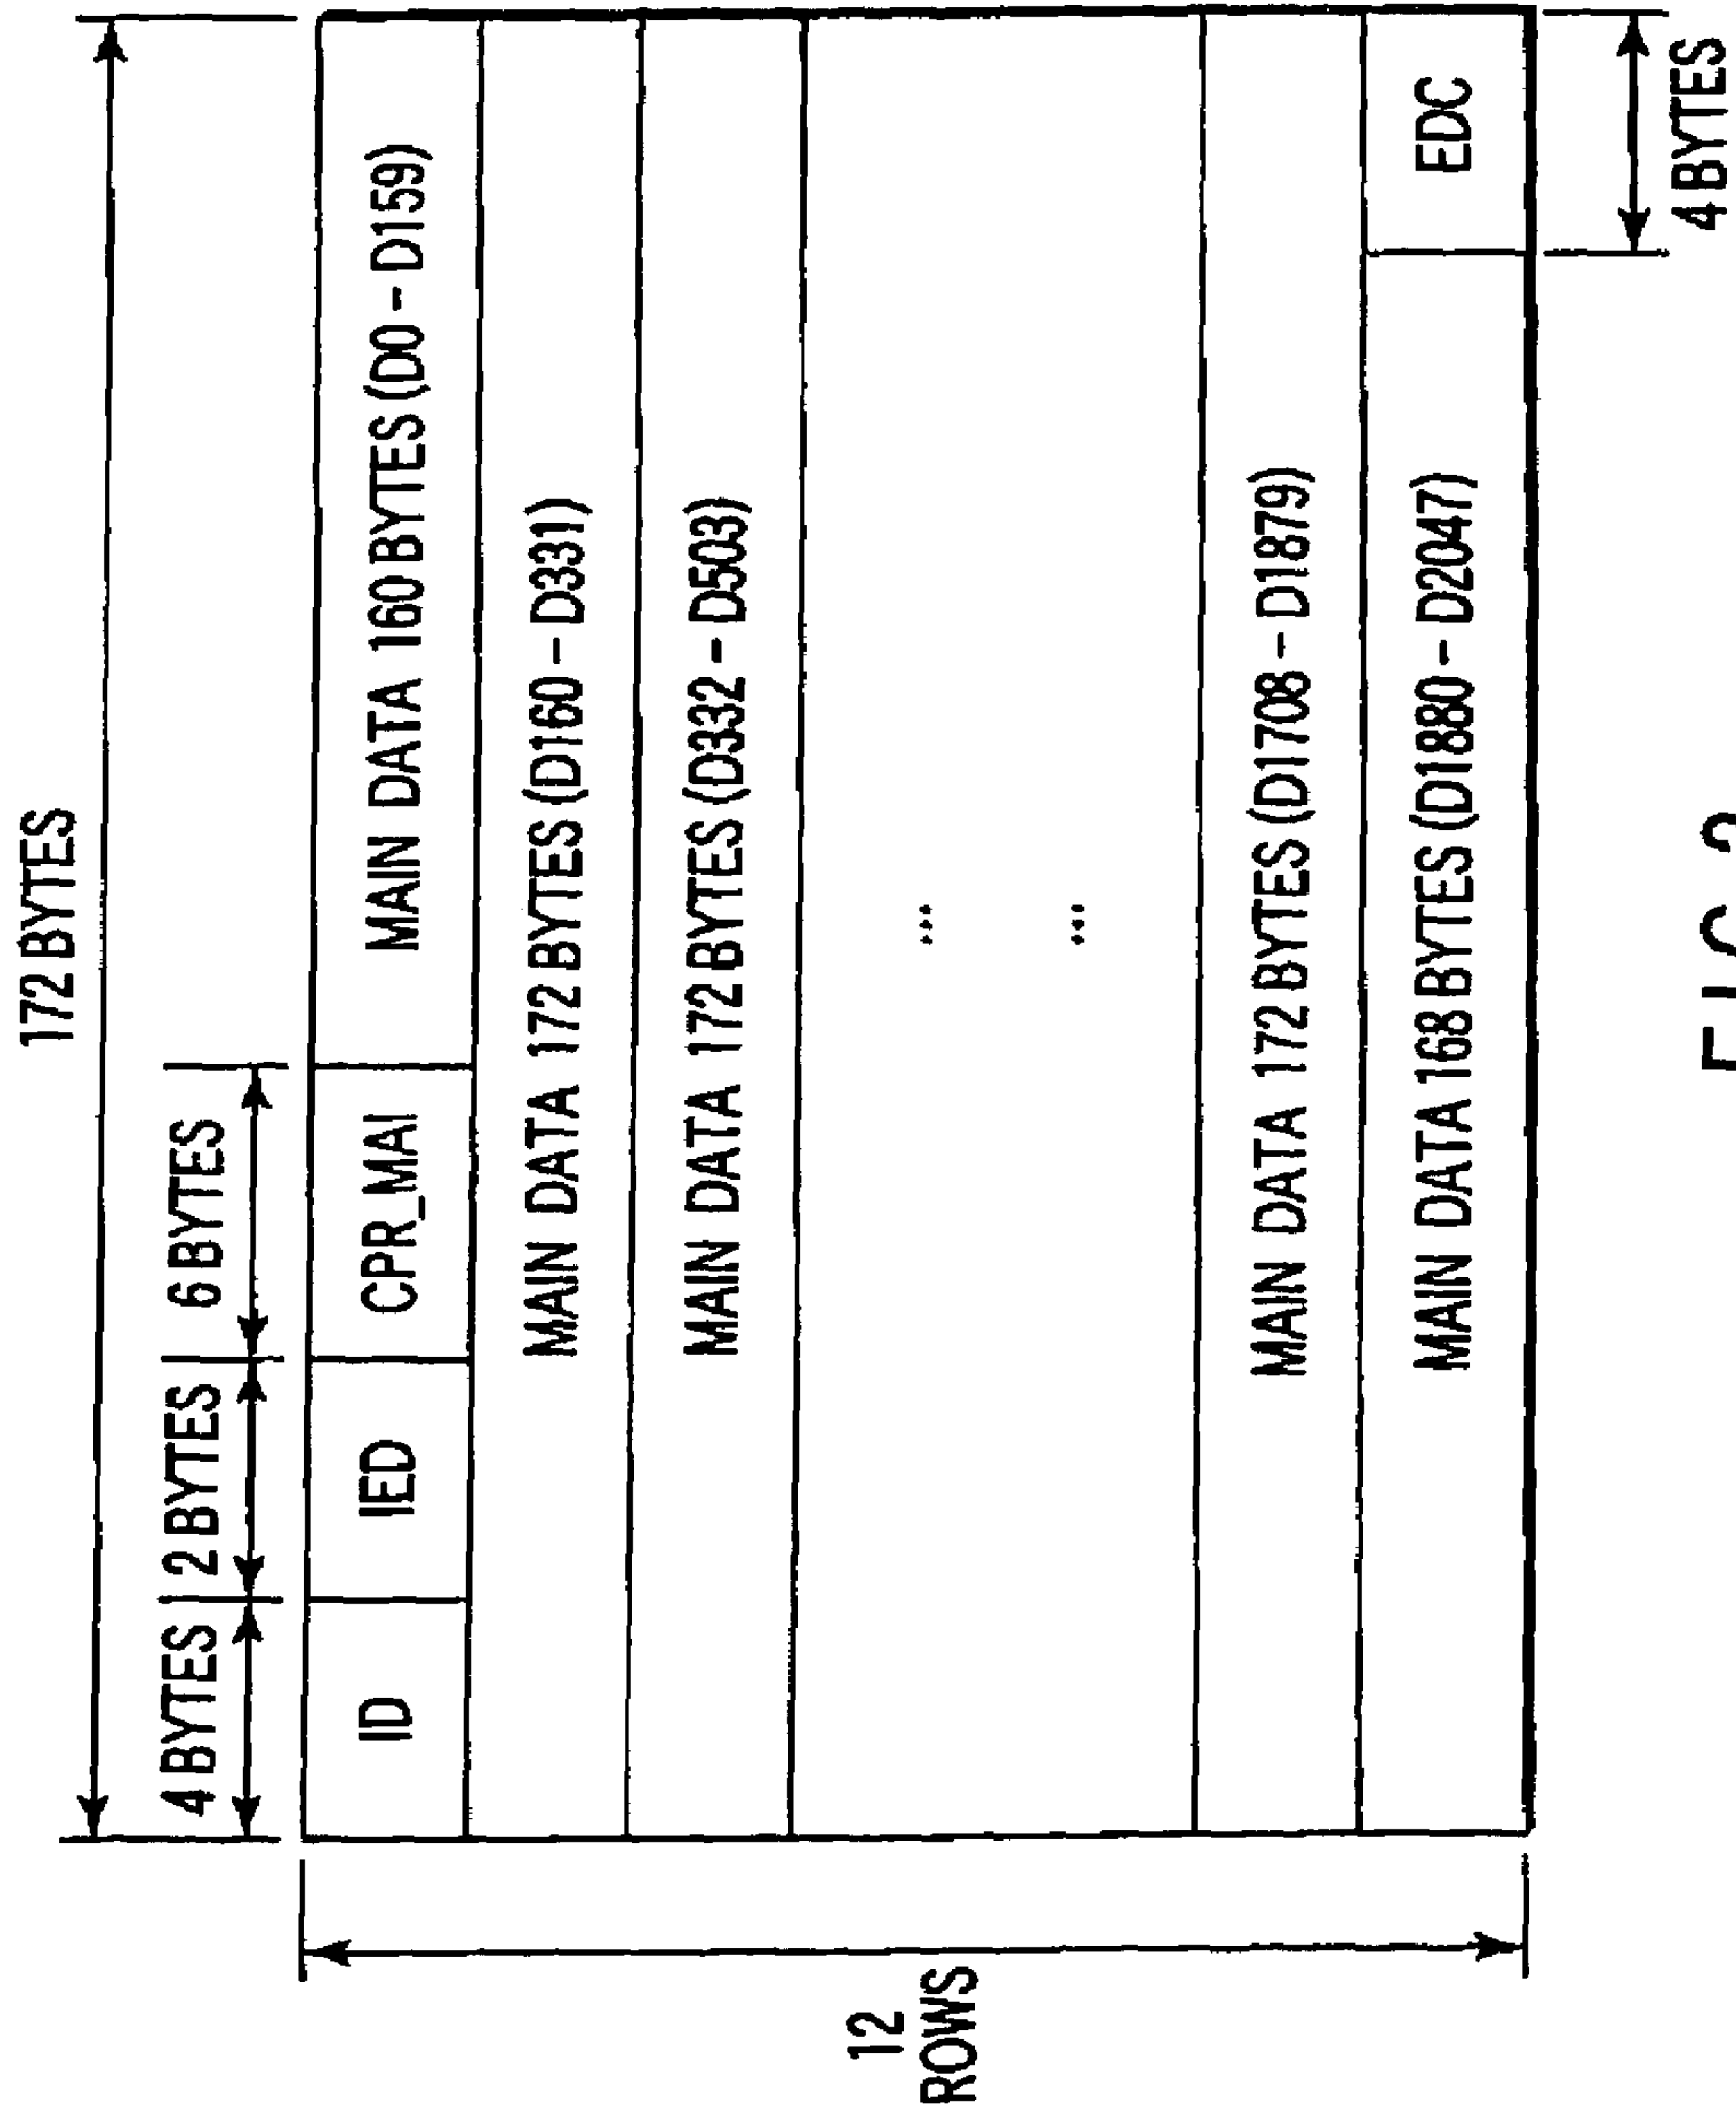 172 BYTES
4 BYTES 2 BYTES 6 BYTES
ID IED CPR_MAI MAIN DATA 160 BYTES (D0 – D159)
MAIN DATA 172 BYTES (D160 – D331)
MAIN DATA 172 BYTES (D332 – D503)
...
...
MAIN DATA 172 BYTES (D1708 – D1879)
MAIN DATA 168 BYTES (D1880 – D2047) EDC
4 BYTES
12
ROWS